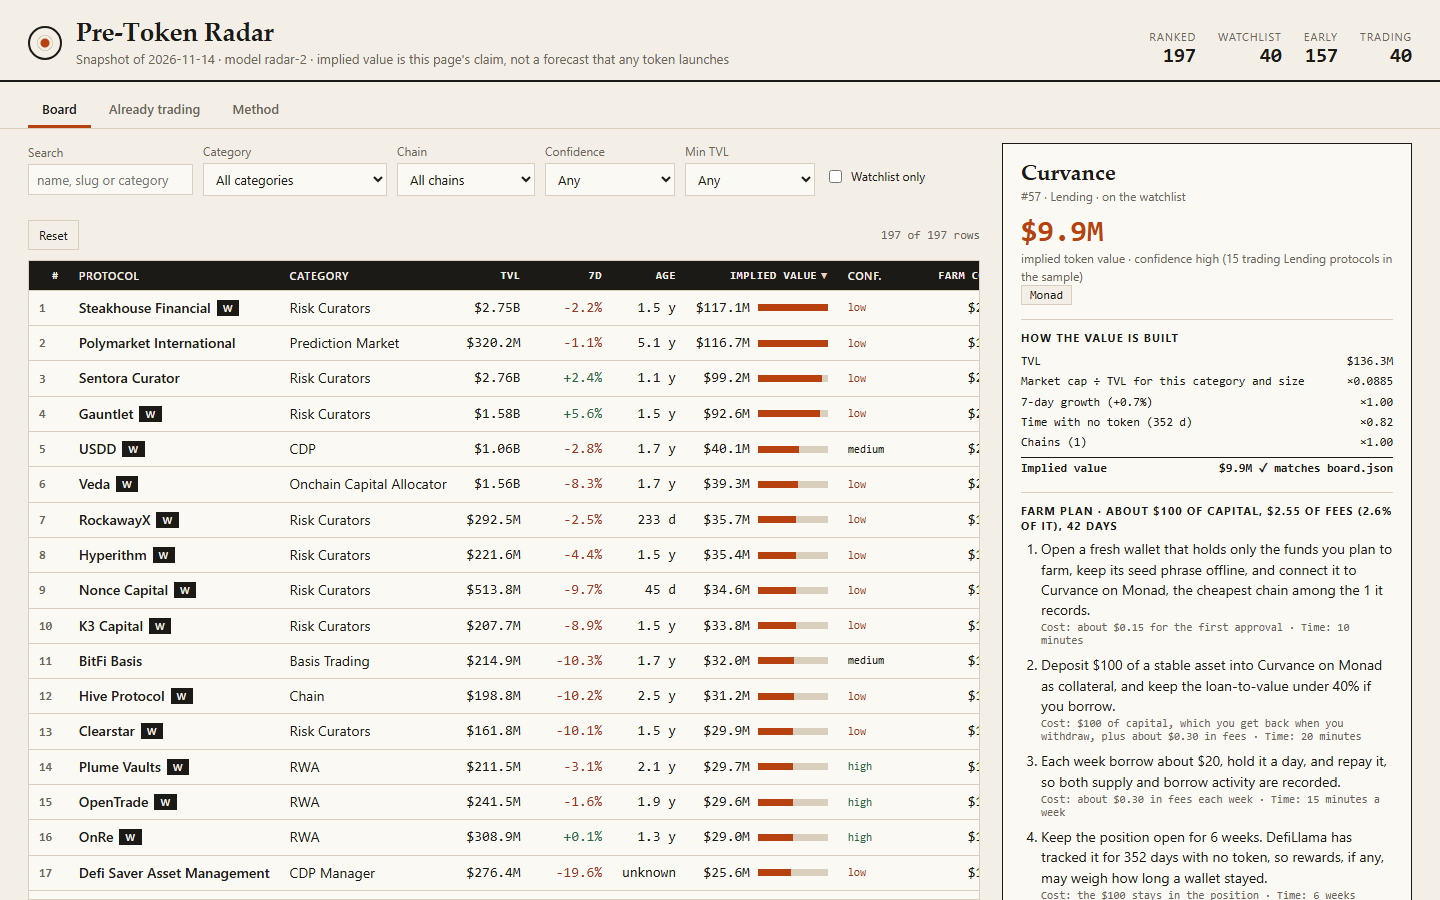 Pre-Token Radar
Snapshot of 2026-11-14 · model radar-2 · implied value is this page's claim, not a forecast that any token launches
RANKED WATCHLIST EARLY TRADING
197 40 157 40
Board Already trading Method
Search Category Chain Confidence Min TVL
name, slug or category All categories All chains Any Any Watchlist only
Reset 197 of 197 rows
# PROTOCOL CATEGORY TVL 7D AGE IMPLIED VALUE ▼ CONF. FARM C
1 Steakhouse Financial W Risk Curators $2.75B -2.2% 1.5 y $117.1M low $2
2 Polymarket International Prediction Market $320.2M -1.1% 5.1 y $116.7M low $1
3 Sentora Curator Risk Curators $2.76B +2.4% 1.1 y $99.2M low $2
4 Gauntlet W Risk Curators $1.58B +5.6% 1.5 y $92.6M low $2
5 USDD W CDP $1.06B -2.8% 1.7 y $40.1M medium $2
6 Veda W Onchain Capital Allocator $1.56B -8.3% 1.7 y $39.3M low $2
7 RockawayX W Risk Curators $292.5M -2.5% 233 d $35.7M low $1
8 Hyperithm W Risk Curators $221.6M -4.4% 1.5 y $35.4M low $1
9 Nonce Capital W Risk Curators $513.8M -9.7% 45 d $34.6M low $1
10 K3 Capital W Risk Curators $207.7M -8.9% 1.5 y $33.8M low $1
11 BitFi Basis Basis Trading $214.9M -10.3% 1.7 y $32.0M medium $1
12 Hive Protocol W Chain $198.8M -10.2% 2.5 y $31.2M low $1
13 Clearstar W Risk Curators $161.8M -10.1% 1.5 y $29.9M low $1
14 Plume Vaults W RWA $211.5M -3.1% 2.1 y $29.7M high $1
15 OpenTrade W RWA $241.5M -1.6% 1.9 y $29.6M high $1
16 OnRe W RWA $308.9M +0.1% 1.3 y $29.0M high $1
17 Defi Saver Asset Management CDP Manager $276.4M -19.6% unknown $25.6M low $1
Curvance
#57 · Lending · on the watchlist
$9.9M
implied token value · confidence high (15 trading Lending protocols in
the sample)
Monad
HOW THE VALUE IS BUILT
TVL $136.3M
Market cap ÷ TVL for this category and size ×0.0885
7-day growth (+0.7%) ×1.00
Time with no token (352 d) ×0.82
Chains (1) ×1.00
Implied value $9.9M ✓ matches board.json
FARM PLAN · ABOUT $100 OF CAPITAL, $2.55 OF FEES (2.6%
OF IT), 42 DAYS
1. Open a fresh wallet that holds only the funds you plan to
farm, keep its seed phrase offline, and connect it to
Curvance on Monad, the cheapest chain among the 1 it
records.
Cost: about $0.15 for the first approval · Time: 10
minutes
2. Deposit $100 of a stable asset into Curvance on Monad
as collateral, and keep the loan-to-value under 40% if
you borrow.
Cost: $100 of capital, which you get back when you
withdraw, plus about $0.30 in fees · Time: 20 minutes
3. Each week borrow about $20, hold it a day, and repay it,
so both supply and borrow activity are recorded.
Cost: about $0.30 in fees each week · Time: 15 minutes a
week
4. Keep the position open for 6 weeks. DefiLlama has
tracked it for 352 days with no token, so rewards, if any,
may weigh how long a wallet stayed.
Cost: the $100 stays in the position · Time: 6 weeks